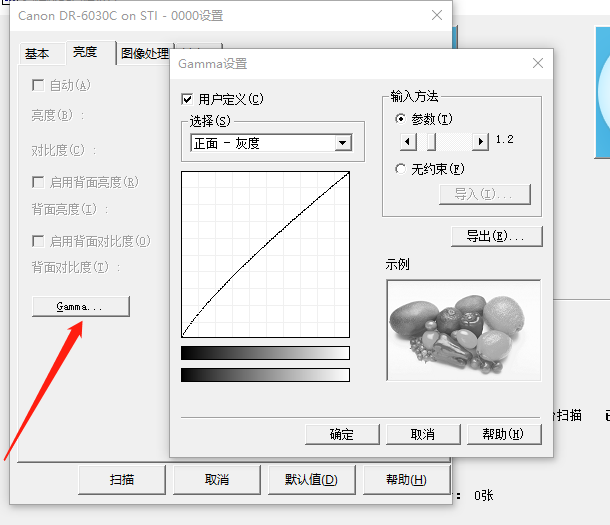 Canon DR-6030C on STI - 0000设置
基本 亮度 图像处理
自动(A)
亮度(B) :
对比度(C) :
启用背面亮度(R)
背面亮度(I) :
启用背面对比度(O)
背面对比度(T) :
Gamma...
扫描 取消 默认值(D) 帮助(H)
Gamma设置
用户定义(C)
选择(S)
正面 - 灰度
输入方法
参数(T)
1.2
无约束(F)
导入(I)...
导出(E)...
示例
确定 取消 帮助(H)
扫描
: 0张